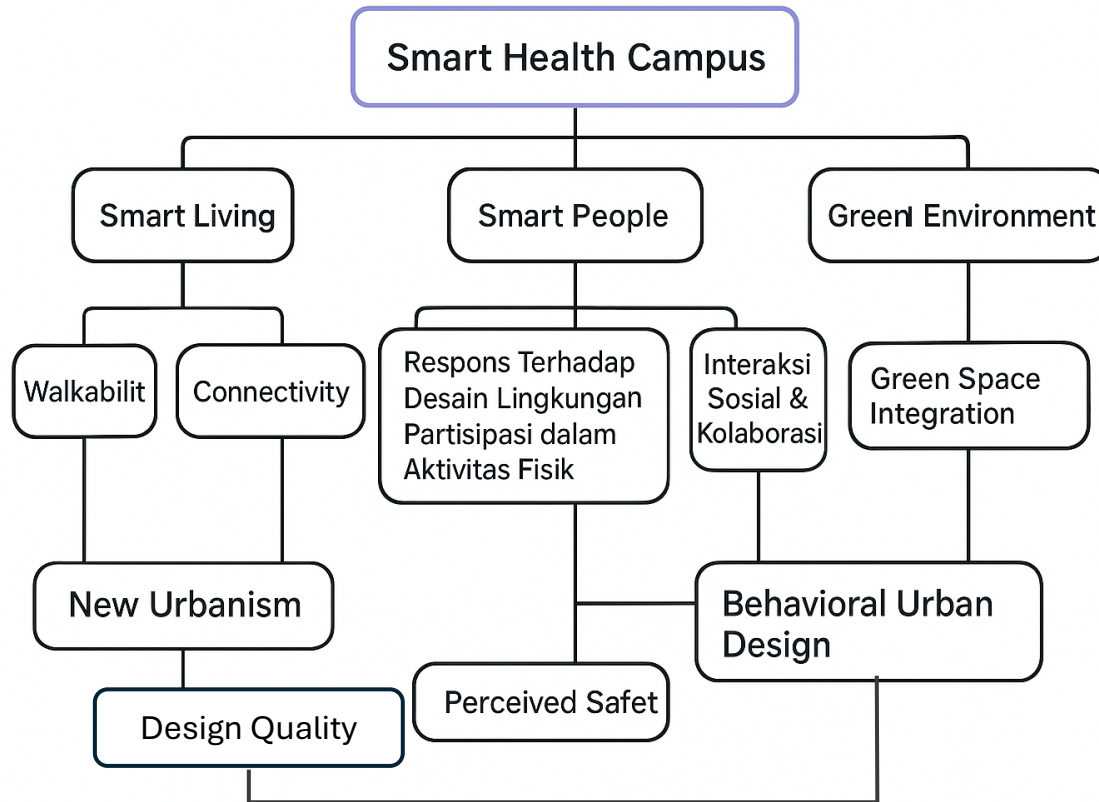 Smart Health Campus
Smart Living
Smart People
Greenl Environment
Walkabilit
Connectivity
Respons Terhadap
Desain Lingkungan
Partisipasi dalam
Aktivitas Fisik
Interaksi
Sosial &
Kolaborasi
Green Space
Integration
New Urbanism
Behavioral Urban
Design
Perceived Safet
Design Quality